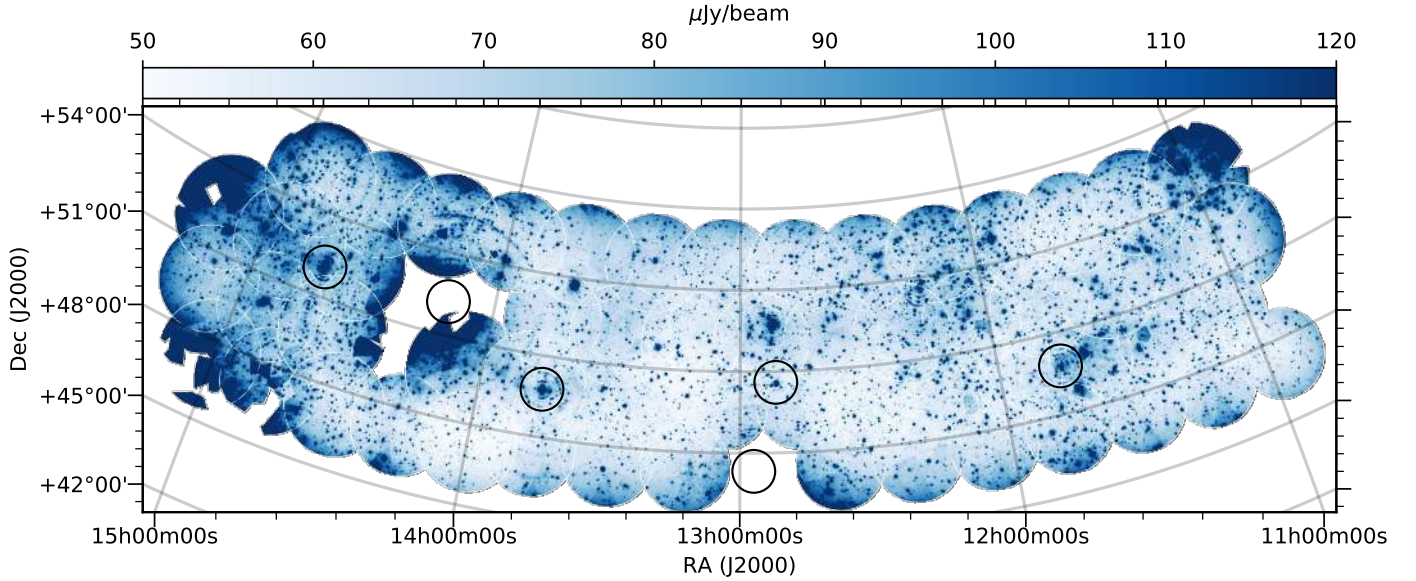 μJy/beam
50 60 70 80 90 100 110 120
+54°00'
+51°00'
+48°00'
+45°00'
+42°00'
Dec (J2000)
15h00m00s 14h00m00s 13h00m00s 12h00m00s 11h00m00s
RA (J2000)